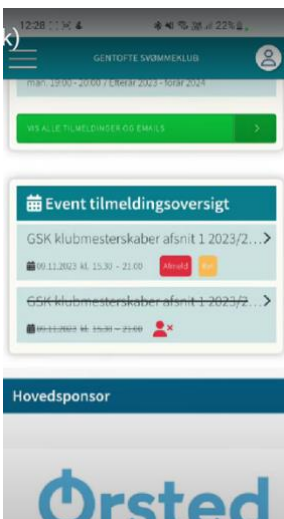 12:28
22%
k)
GENTOFTE SVØMMEKLUB
man. 19:00 - 20:00 / Efterår 2023 - forår 2024
VIS ALLE TILMELDINGER OG EMAILS
Event tilmeldingsoversigt
GSK klubmesterskaber afsnit 1 2023/2...
09.11.2023 kl. 15.30 - 21:00 Afmeld
GSK klubmesterskaber afsnit 1 2023/2...
09.11.2023 kl. 15.30 - 21:00
Hovedsponsor
Ørsted